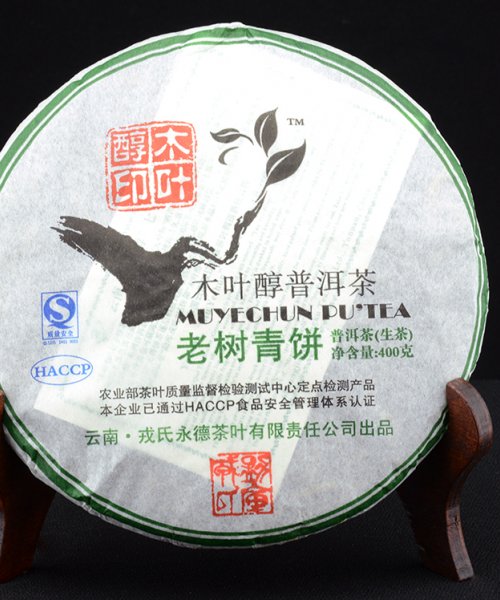 木叶
醇印
TM
木叶醇普洱茶
MUYECHUN PU'TEA
老树青饼
普洱茶(生茶)
净含量:400克
质量安全
HACCP
农业部茶叶质量监督检验测试中心定点检测产品
本企业已通过HACCP食品安全管理体系认证
云南·戎氏永德茶叶有限责任公司出品